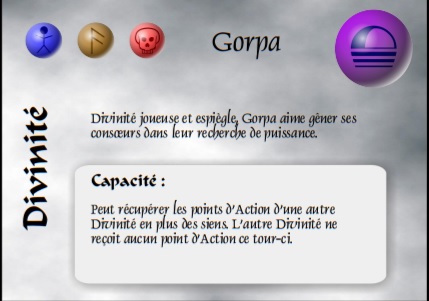 Gorpa
Divinité
Divinité joueuse et espiègle, Gorpa aime gêner ses
consœurs dans leur recherche de puissance.
Capacité :
Peut récupérer les points d'Action d'une autre
Divinité en plus des siens. L'autre Divinité ne
reçoit aucun point d'Action ce tour-ci.